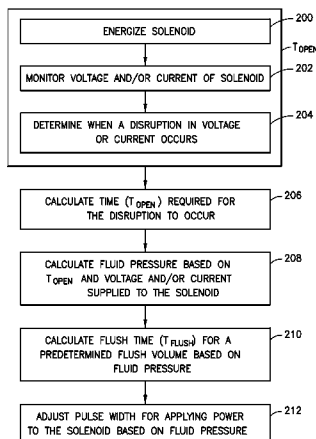 200
ENERGIZE SOLENOID
TOPEN
202
MONITOR VOLTAGE AND/OR CURRENT OF SOLENOID
204
DETERMINE WHEN A DISRUPTION IN VOLTAGE
OR CURRENT OCCURS
206
CALCULATE TIME (TOPEN) REQUIRED FOR
THE DISRUPTION TO OCCUR
208
CALCULATE FLUID PRESSURE BASED ON
TOPEN AND VOLTAGE AND/OR CURRENT
SUPPLIED TO THE SOLENOID
210
CALCULATE FLUSH TIME (TFLUSH) FOR A
PREDETERMINED FLUSH VOLUME BASED ON
FLUID PRESSURE
212
ADJUST PULSE WIDTH FOR APPLYING POWER
TO THE SOLENOID BASED ON FLUID PRESSURE